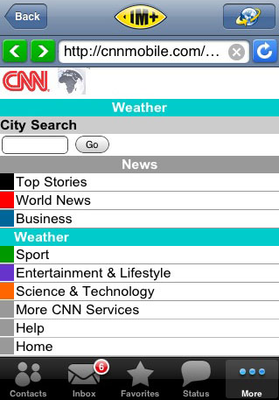 Back
IM+
http://cnnmobile.com/...
CNN
Weather
City Search
Go
News
Top Stories
World News
Business
Weather
Sport
Entertainment & Lifestyle
Science & Technology
More CNN Services
Help
Home
6
Contacts
Inbox
Favorites
Status
More